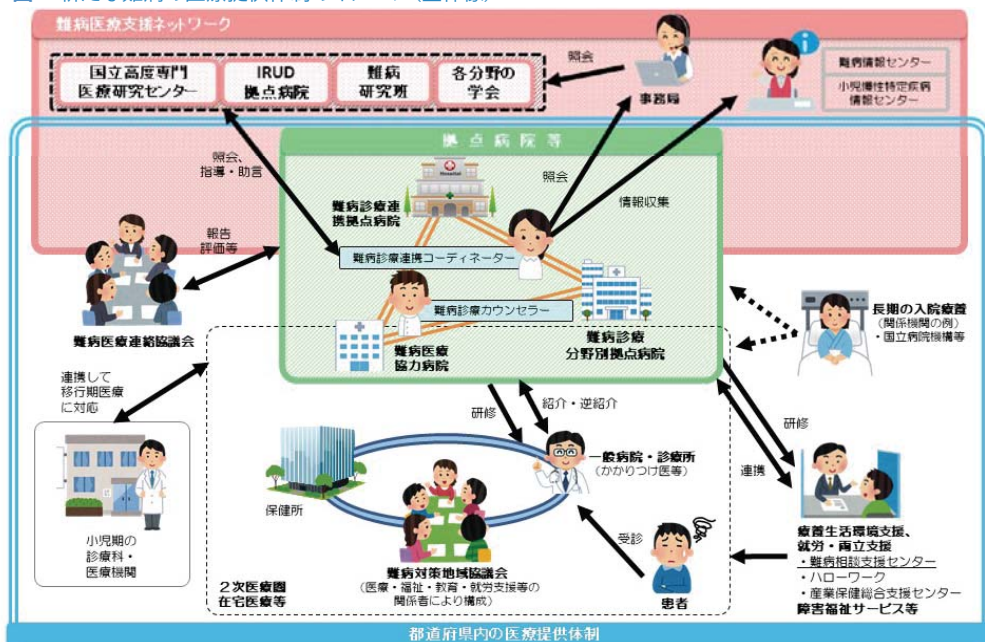 難病医療支援ネットワーク
国立高度専門
医療研究センター
IRUD
拠点病院
難病
研究班
各分野の
学会
照会
事務局
難病情報センター
小児慢性特定疾病
情報センター
拠点病院等
照会、
指導・助言
難病診療連
携拠点病院
照会
情報収集
報告
評価等
難病診療連携コーディネーター
難病診療カウンセラー
難病医療連絡協議会
難病医療
協力病院
難病診療
分野別拠点病院
長期の入院療養
(関係機関の例)
・国立病院機構等
連携して
移行期医療
に対応
研修
紹介・逆紹介
研修
連携
一般病院・診療所
(かかりつけ医等)
保健所
小児期の
診療科・
医療機関
受診
療養生活環境支援、
就労・両立支援
・難病相談支援センター
・ハローワーク
・産業保健総合支援センター
障害福祉サービス等
2次医療圏
在宅医療等
難病対策地域協議会
(医療・福祉・教育・就労支援等の
関係者により構成)
患者
都道府県内の医療提供体制